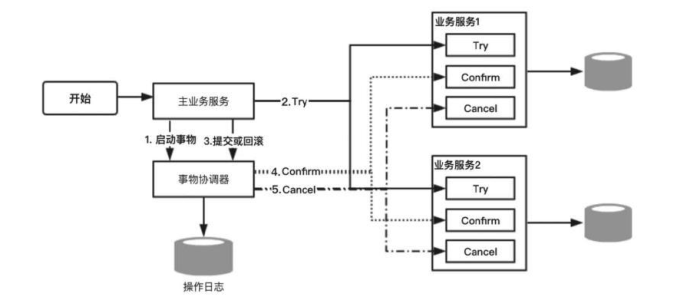 业务服务1
Try
Confirm
Cancel
开始
主业务服务
2.Try
1. 启动事物
3.提交或回滚
4.Confirm
5.Cancel
事物协调器
操作日志
业务服务2
Try
Confirm
Cancel